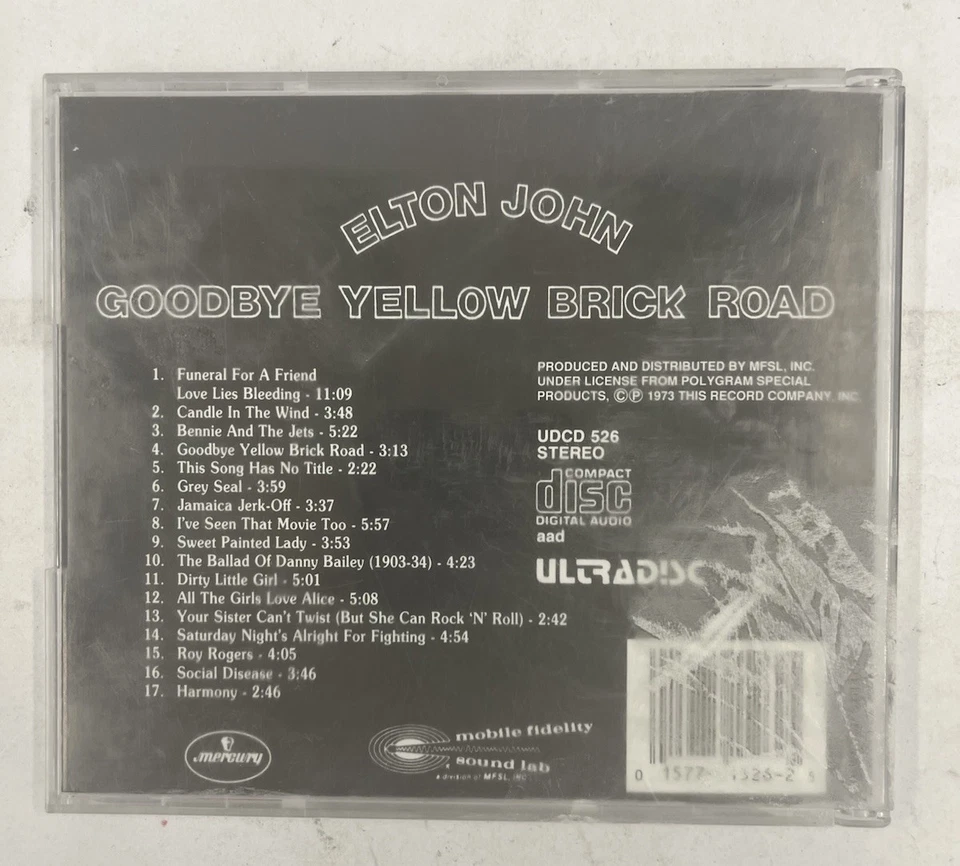 ELTON JOHN
GOODBYE YELLOW BRICK ROAD
1. Funeral For A Friend
Love Lies Bleeding - 11:09
2. Candle In The Wind - 3:48
3. Bennie And The Jets - 5:22
4. Goodbye Yellow Brick Road - 3:13
5. This Song Has No Title - 2:22
6. Grey Seal - 3:59
7. Jamaica Jerk-Off - 3:37
8. I've Seen That Movie Too - 5:57
9. Sweet Painted Lady - 3:53
10. The Ballad Of Danny Bailey (1903-34) - 4:23
11. Dirty Little Girl - 5:01
12. All The Girls Love Alice - 5:08
13. Your Sister Can't Twist (But She Can Rock 'N' Roll) - 2:42
14. Saturday Night's Alright For Fighting - 4:54
15. Roy Rogers - 4:05
16. Social Disease - 3:46
17. Harmony - 2:46
PRODUCED AND DISTRIBUTED BY MFSL, INC.
UNDER LICENSE FROM POLYGRAM SPECIAL
PRODUCTS, ©℗ 1973 THIS RECORD COMPANY, INC.
UDCD 526
STEREO
COMPACT
disc
DIGITAL AUDIO
aad
ULTRADISC
mercury
mobile fidelity
sound lab
a division of MFSL, INC.
0